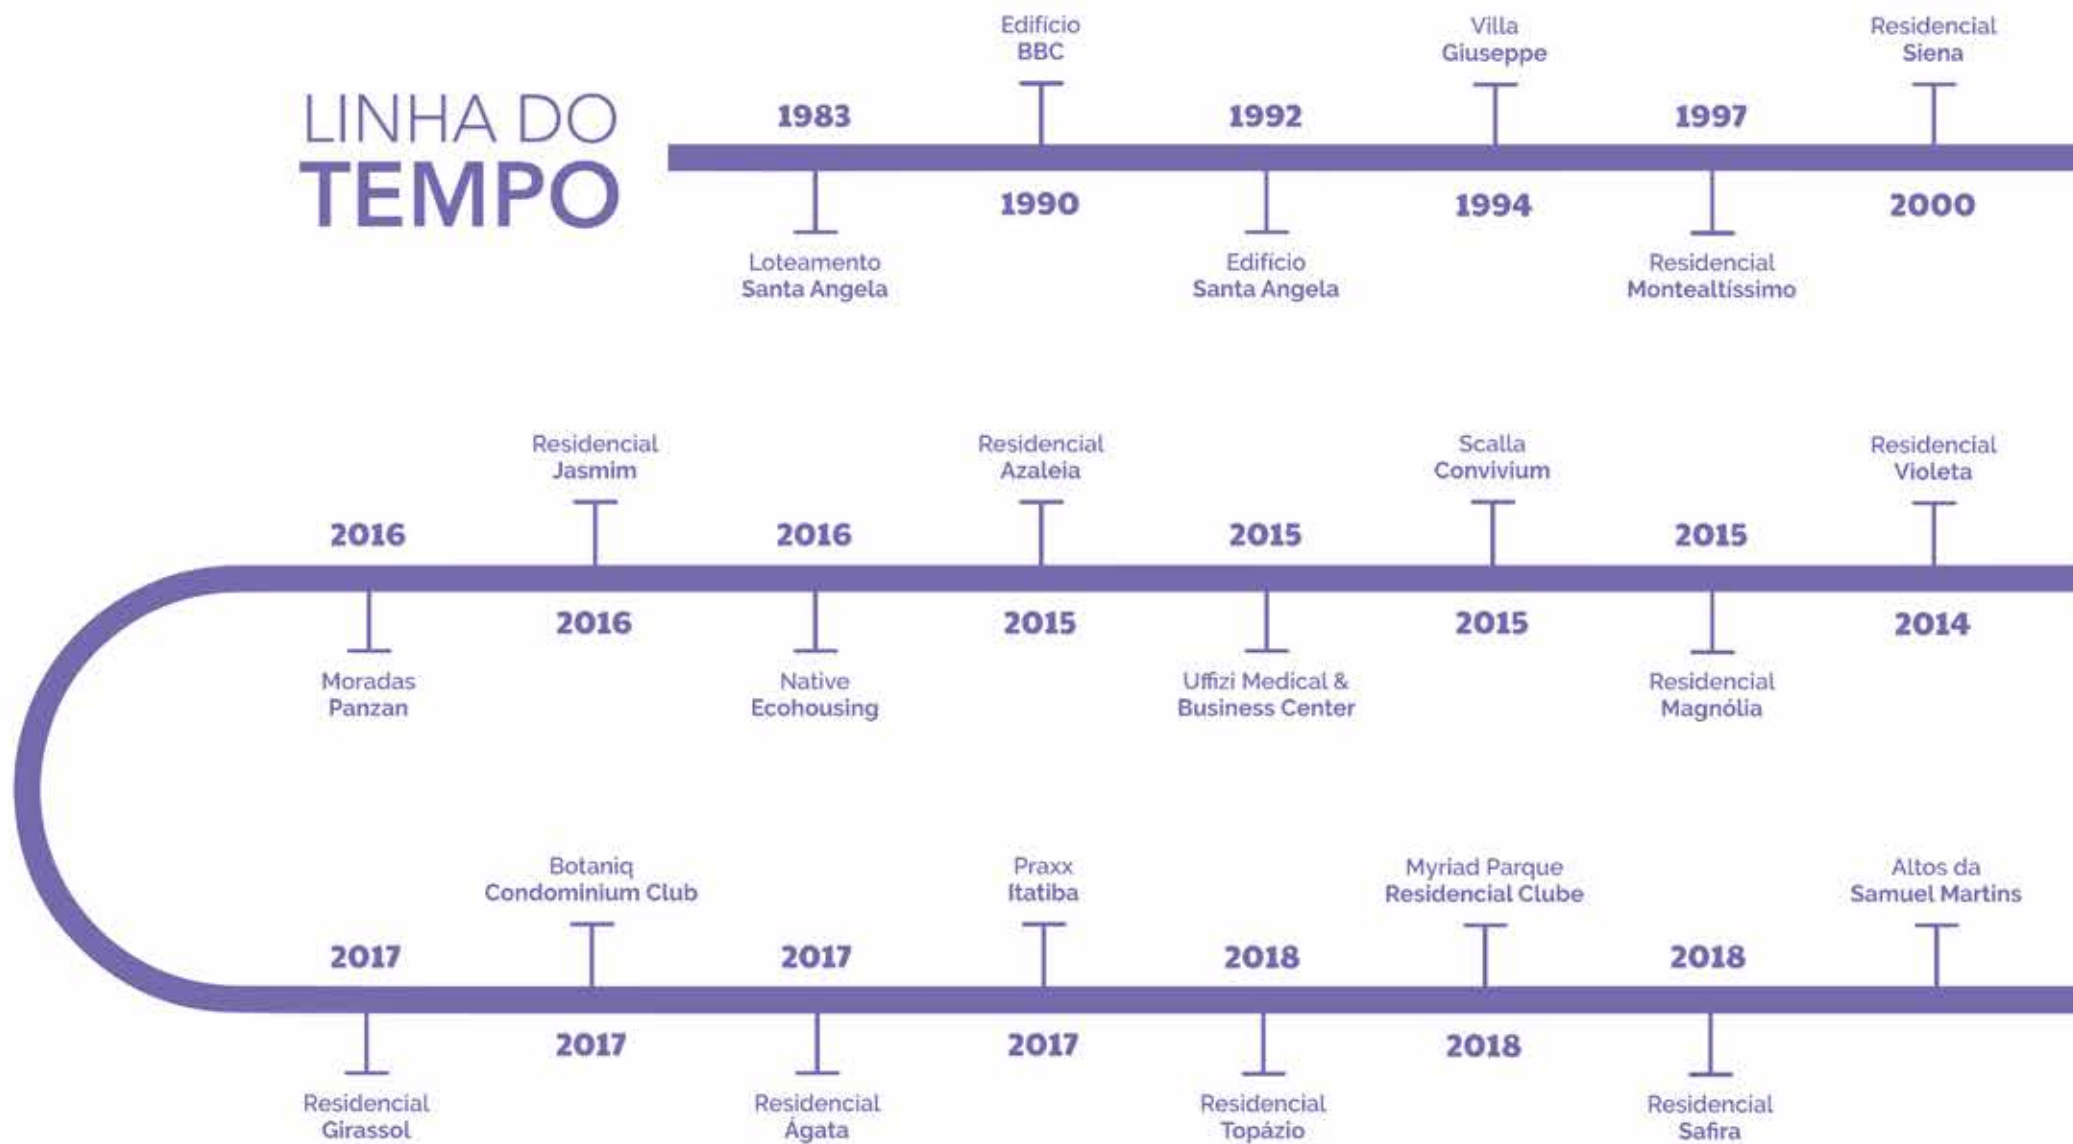 LINHA DO
TEMPO
Edifício
BBC
Villa
Giuseppe
Residencial
Siena
1983
1992
1997
1990
1994
2000
Loteamento
Santa Angela
Edifício
Santa Angela
Residencial
Montealtíssimo
Residencial
Jasmim
Residencial
Azaleia
Scalla
Convivium
Residencial
Violeta
2016
2016
2015
2015
2016
2015
2015
2014
Moradas
Panzan
Native
Ecohousing
Uffizi Medical &
Business Center
Residencial
Magnólia
Botaniq
Condominium Club
Praxx
Itatiba
Myriad Parque
Residencial Clube
Altos da
Samuel Martins
2017
2017
2018
2018
2017
2017
2018
Residencial
Girassol
Residencial
Ágata
Residencial
Topázio
Residencial
Safira